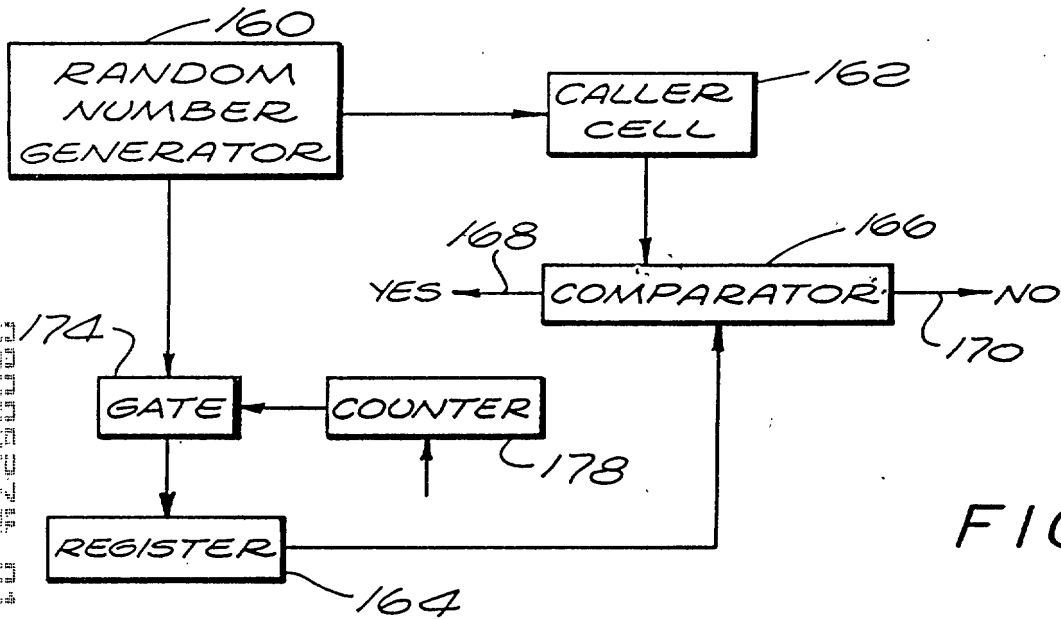 160
RANDOM
NUMBER
GENERATOR
162
CALLER
CELL
168
166
YES
COMPARATOR
NO
170
174
GATE
COUNTER
178
REGISTER
164